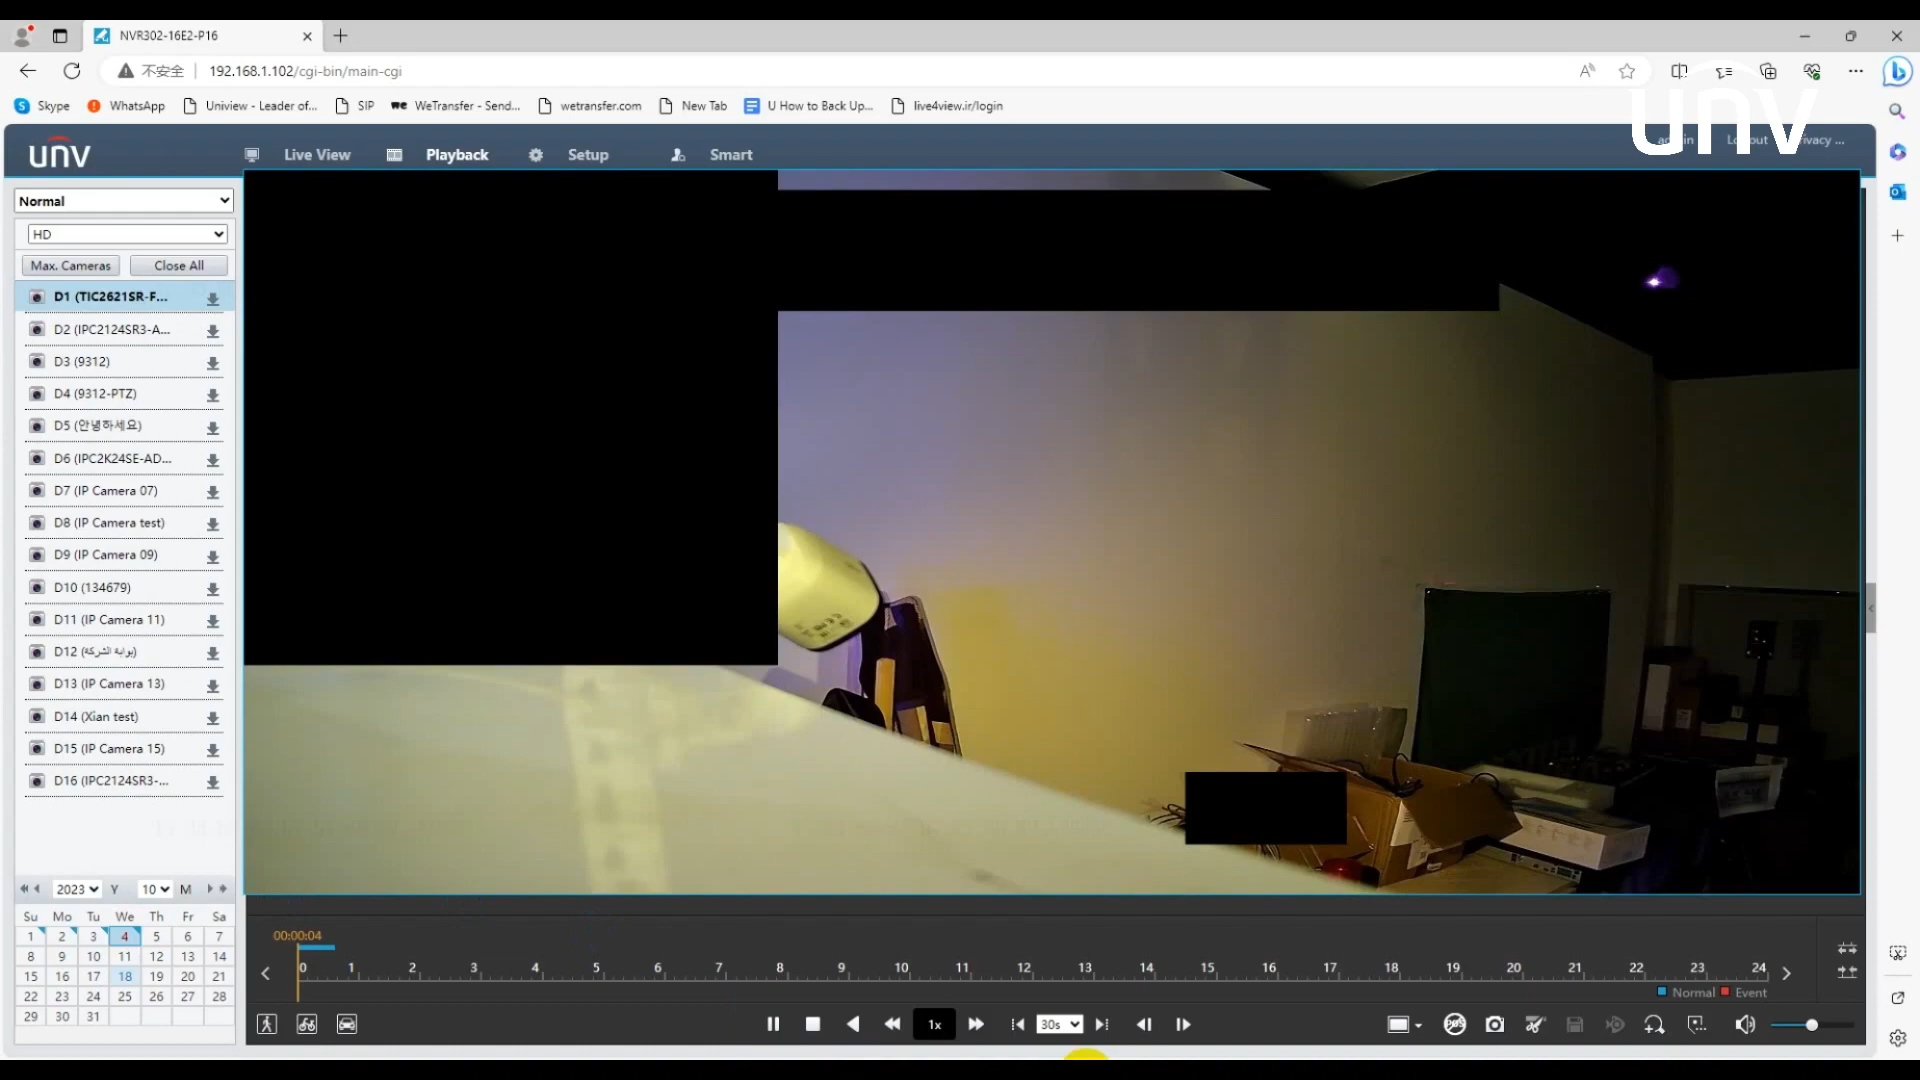 NVR302-16E2-P16
不安全 192.168.1.102/cgi-bin/main-cgi
Skype WhatsApp Uniview - Leader of... SIP WeTransfer - Send... wetransfer.com New Tab U How to Back Up... live4view.ir/login
unv Live View Playback Setup Smart unv
Normal
HD
Max. Cameras Close All
D1 (TIC2621SR-F...
D2 (IPC2124SR3-A...
D3 (9312)
D4 (9312-PTZ)
D5 (안녕하세요)
D6 (IPC2K24SE-AD...
D7 (IP Camera 07)
D8 (IP Camera test)
D9 (IP Camera 09)
D10 (134679)
D11 (IP Camera 11)
D12 (بوابة الشركة)
D13 (IP Camera 13)
D14 (Xian test)
D15 (IP Camera 15)
D16 (IPC2124SR3-...
2023 Y 10 M
Su Mo Tu We Th Fr Sa
1 2 3 4 5 6 7
8 9 10 11 12 13 14
15 16 17 18 19 20 21
22 23 24 25 26 27 28
29 30 31
00:00:04
0 1 2 3 4 5 6 7 8 9 10 11 12 13 14 15 16 17 18 19 20 21 22 23 24
Normal Event
1x 30s